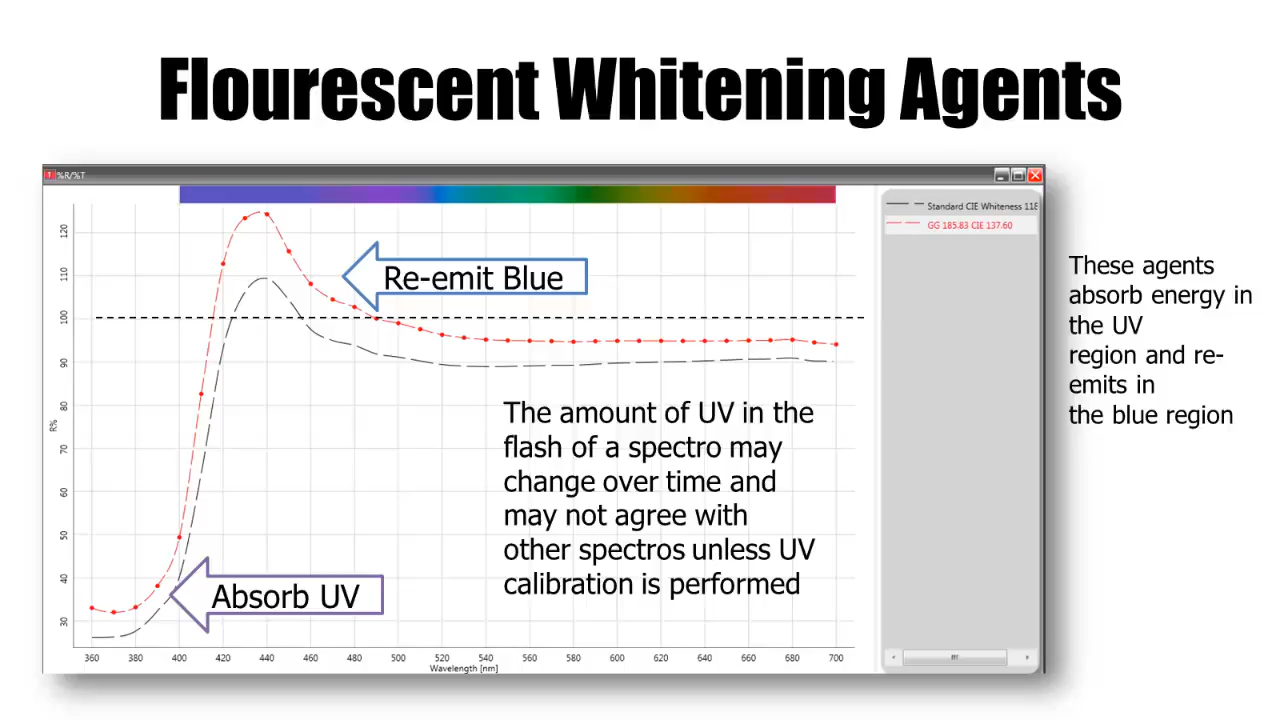 Flourescent Whitening Agents
1 %R/%T
Standard CIE Whiteness 118
GG 185.83 CIE 137.60
120
110
100
90
80
70
60
50
40
30
R%
Re-emit Blue
The amount of UV in the
flash of a spectro may
change over time and
may not agree with
other spectros unless UV
calibration is performed
Absorb UV
360 380 400 420 440 460 480 500 520 540 560 580 600 620 640 660 680 700
Wavelength [nm]
These agents
absorb energy in
the UV
region and re-
emits in
the blue region